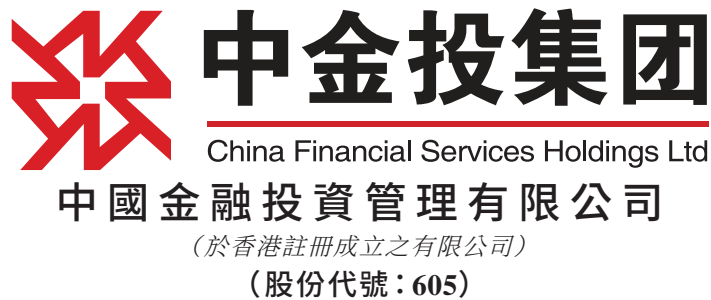 中金投集团
China Financial Services Holdings Ltd
中國金融投資管理有限公司
（於香港註冊成立之有限公司）
（股份代號：605）